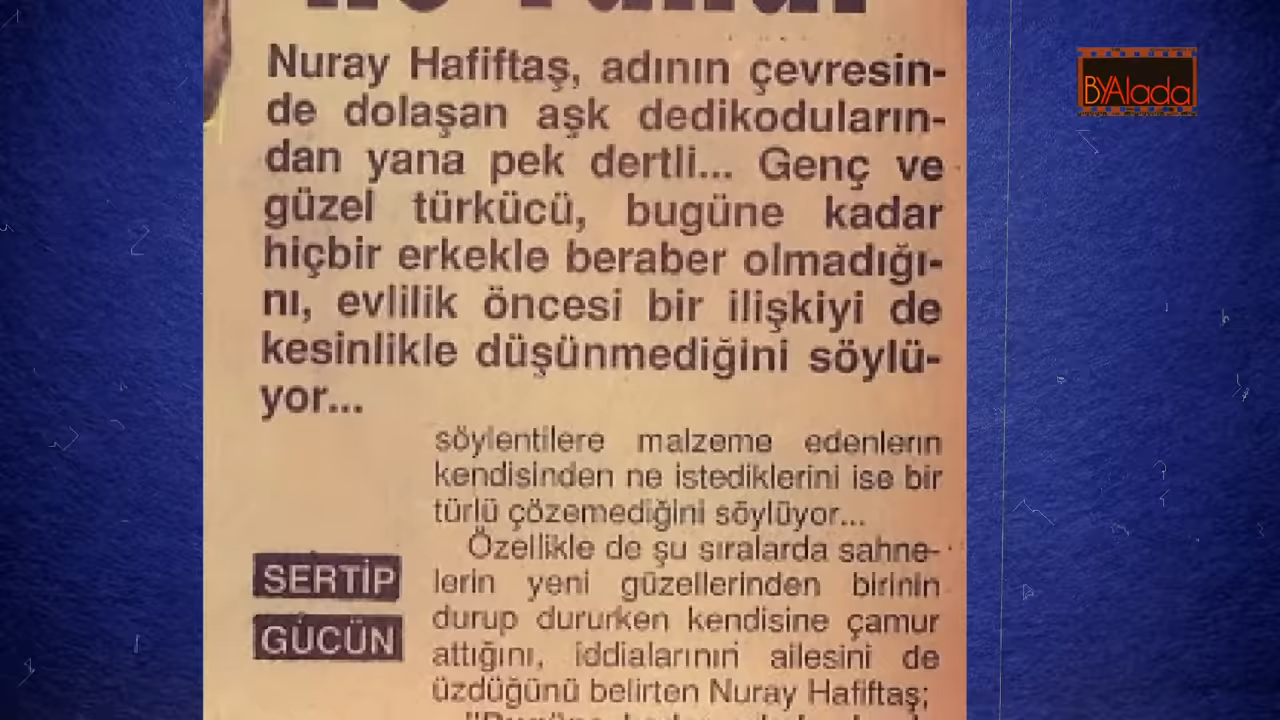 BYAlada
Nuray Hafiftaş, adının çevresin-
de dolaşan aşk dedikoduların-
dan yana pek dertli... Genç ve
güzel türkücü, bugüne kadar
hiçbir erkekle beraber olmadığı-
nı, evlilik öncesi bir ilişkiyi de
kesinlikle düşünmediğini söylü-
yor...
söylentilere malzeme edenlerin
kendisinden ne istediklerini ise bir
türlü çözemediğini söylüyor...
Özellikle de şu sıralarda sahne-
lerin yeni güzellerinden birinin
durup dururken kendisine çamur
attığını, iddialarının ailesini de
üzdüğünü belirten Nuray Hafiftaş;
SERTİP
GÜCÜN